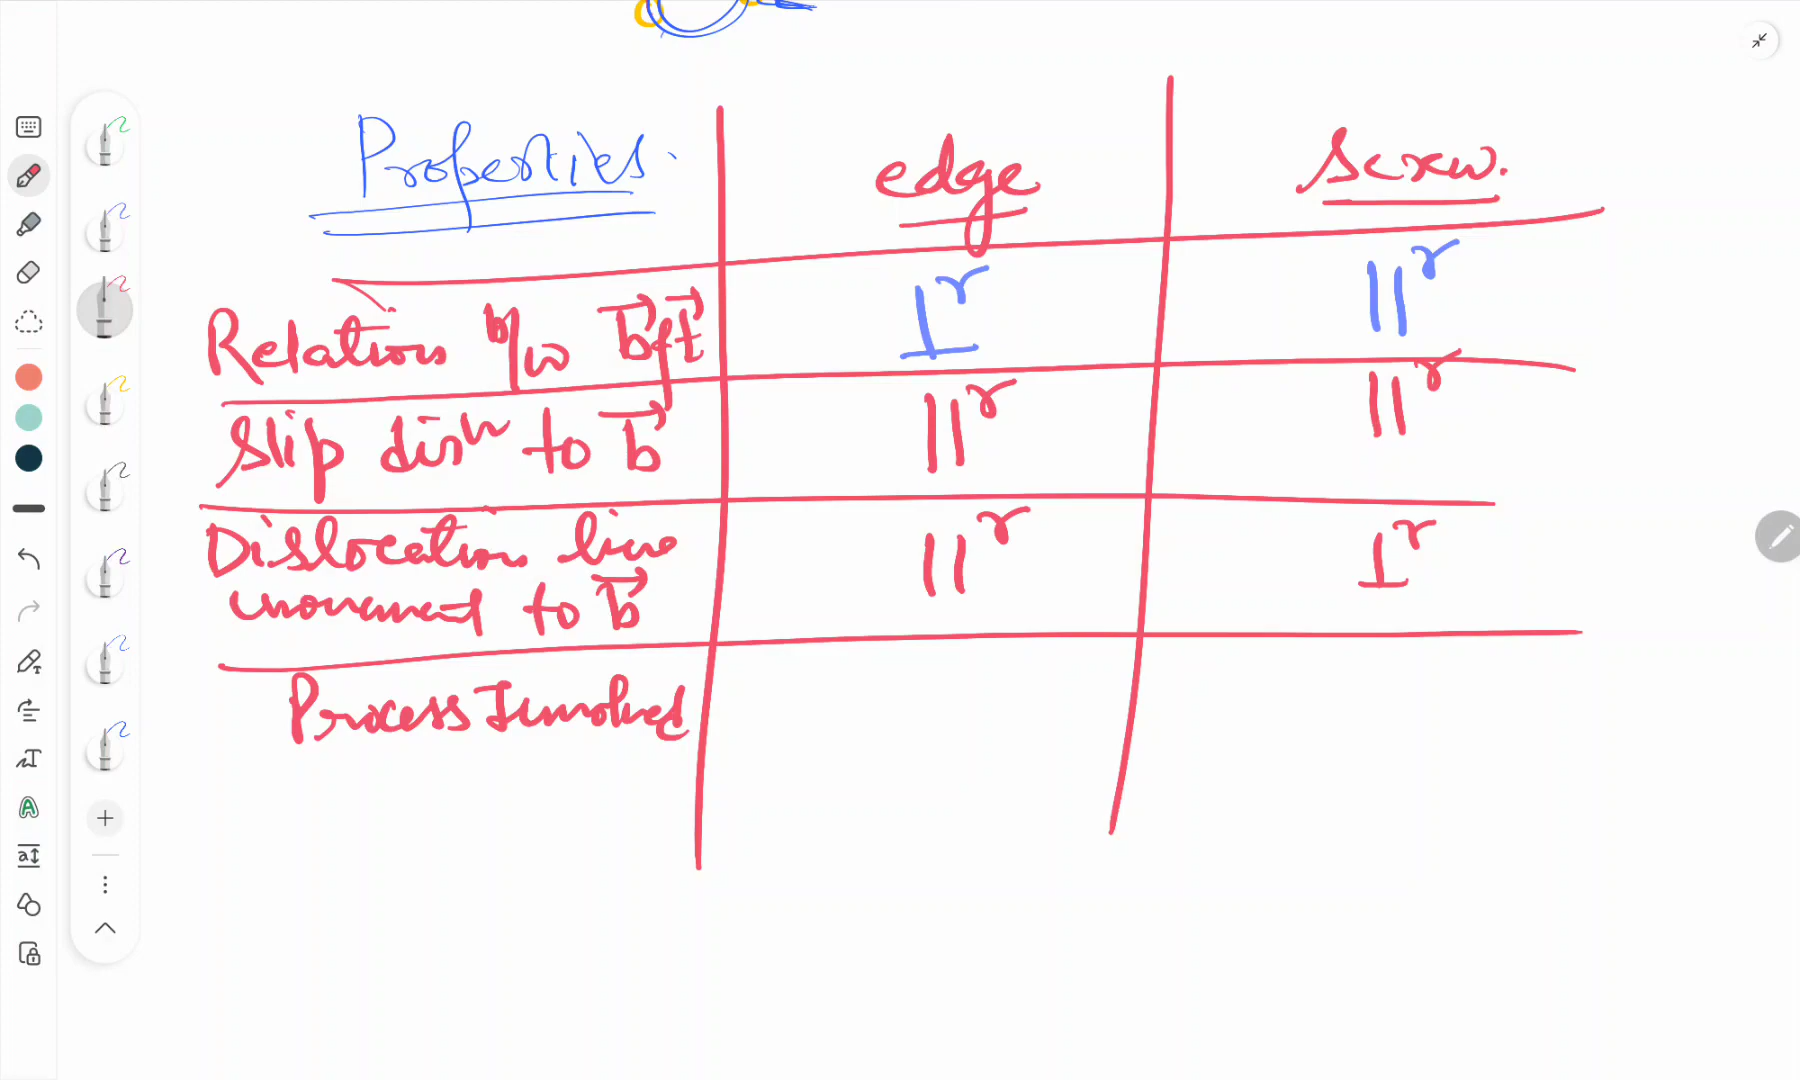 Properties. edge Screw.
Relation b/w b⃗ & t⃗ ⊥r ||r
Slip dirn to b⃗ ||r ||r
Dislocation line ||r ⊥r
movement to b⃗
Process Involved